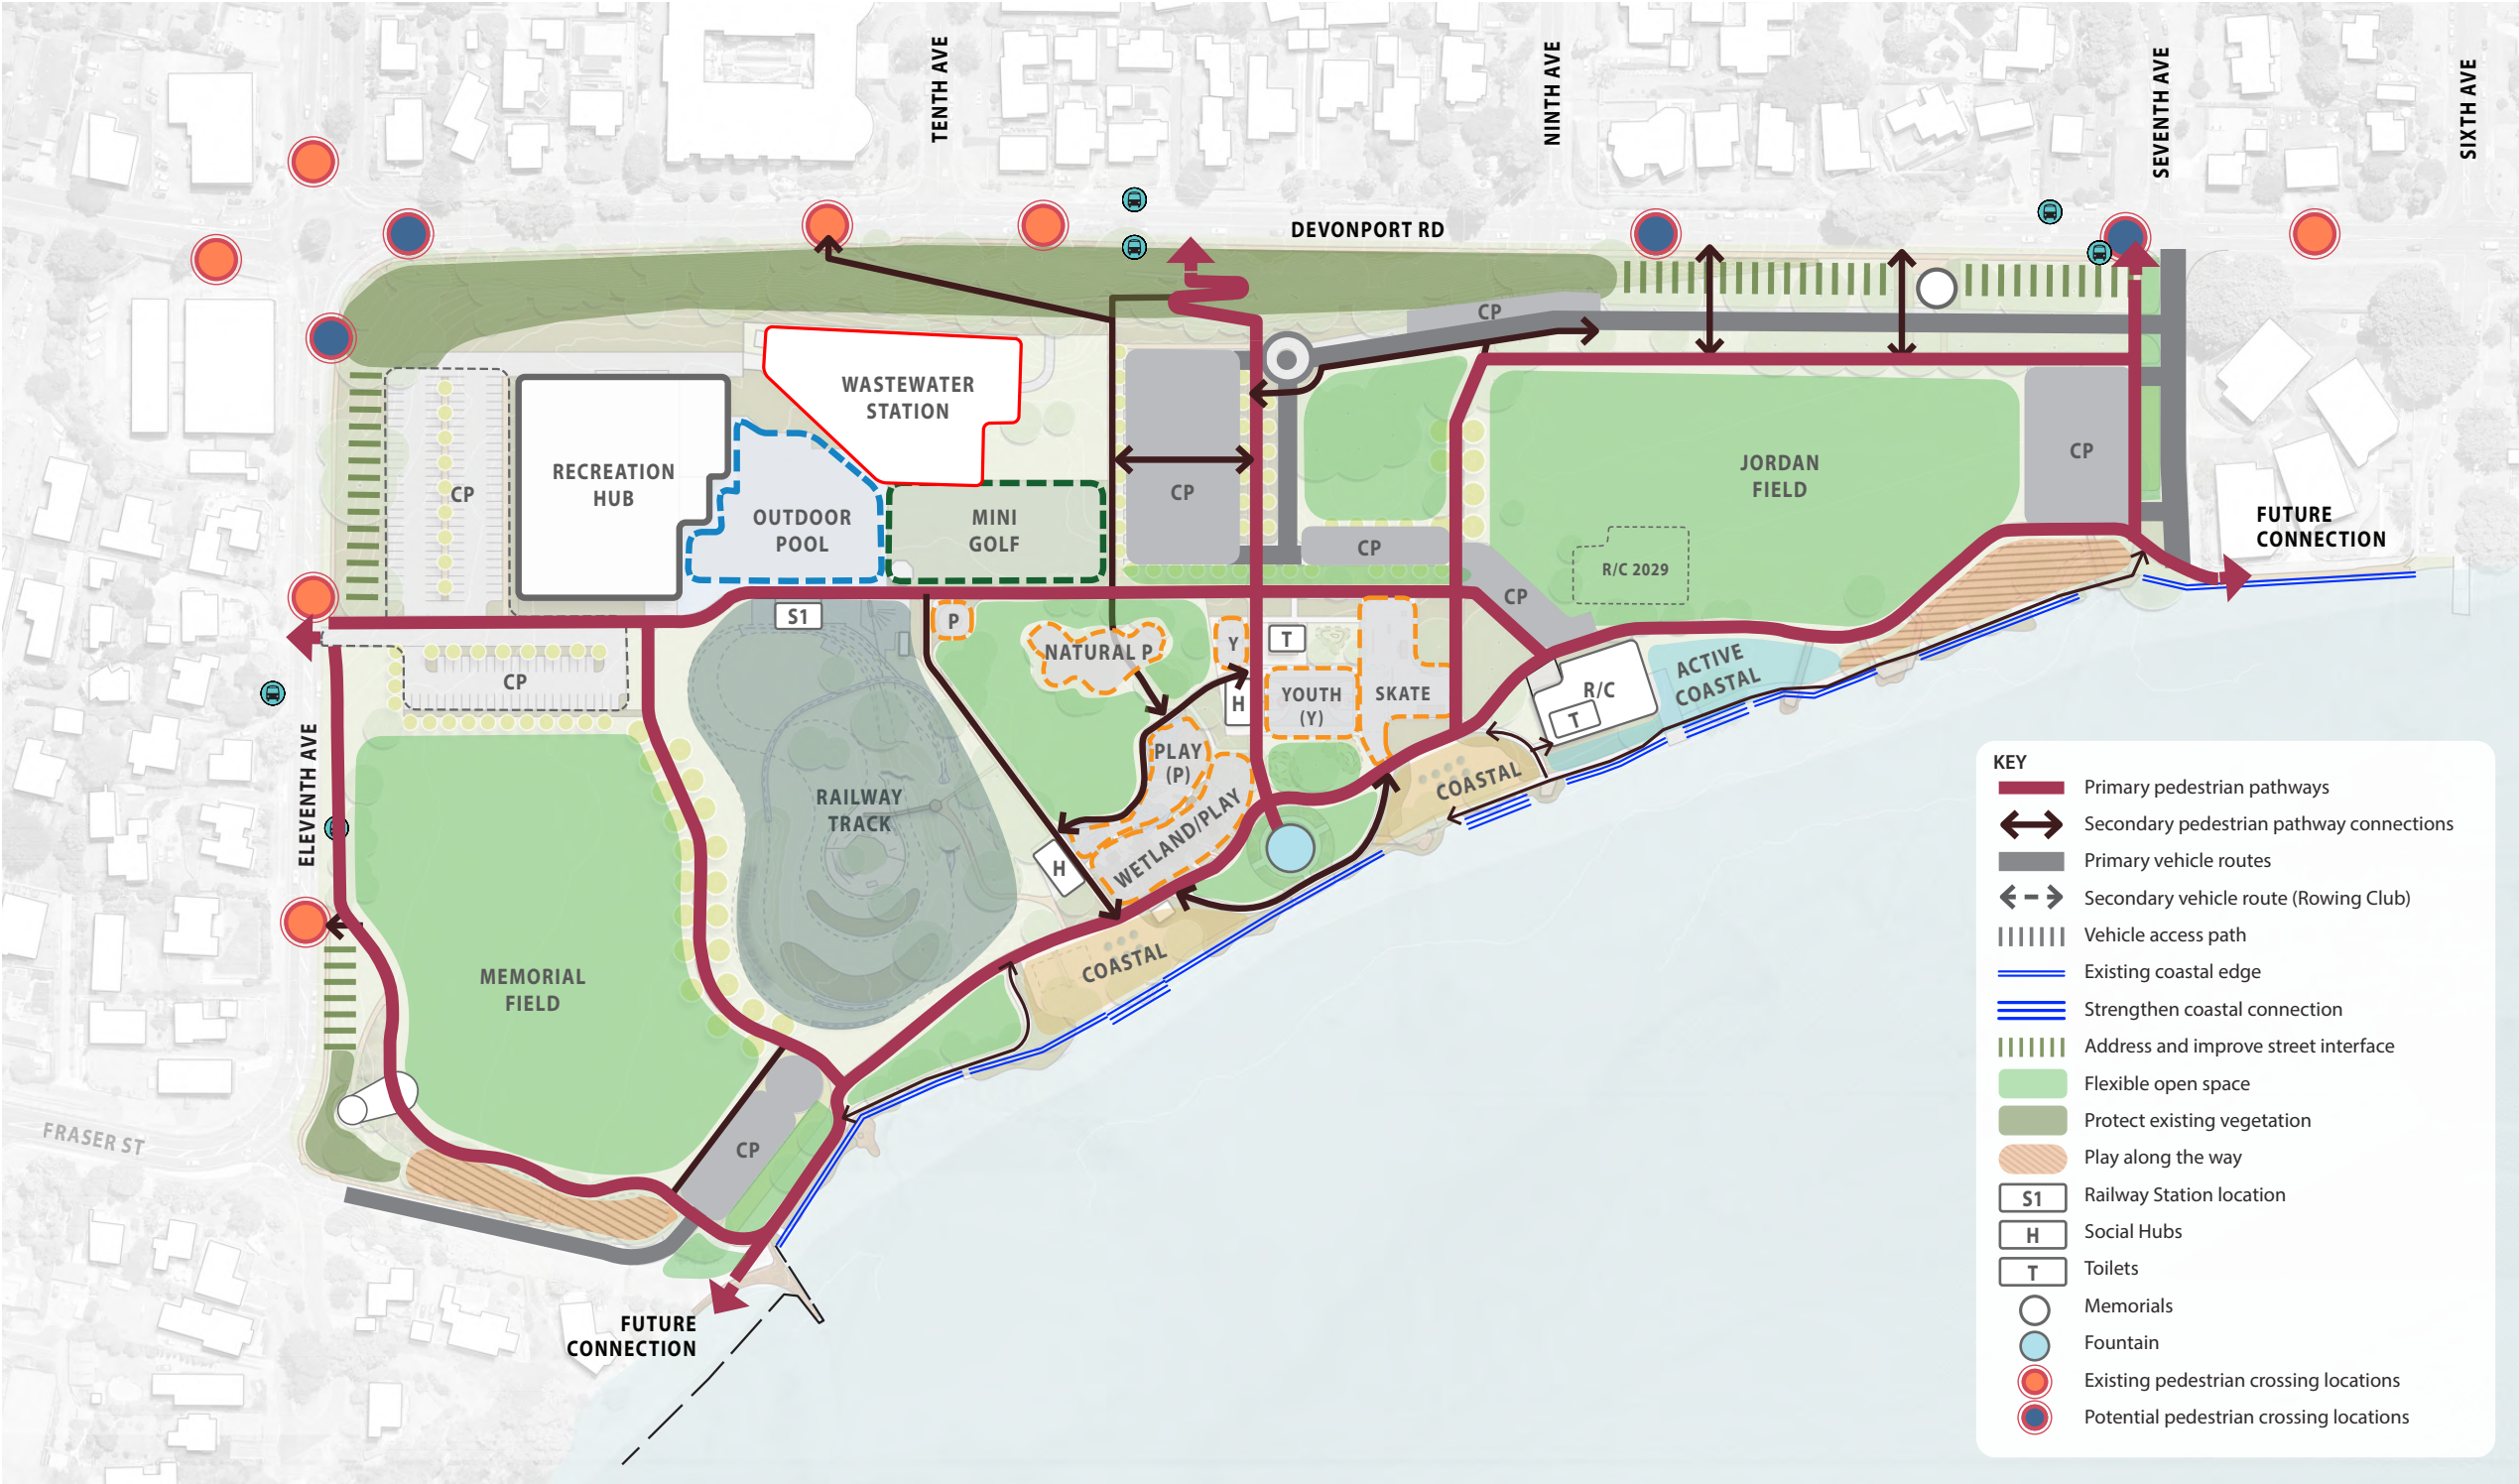 TENTH AVE
NINTH AVE
SEVENTH AVE
SIXTH AVE
DEVONPORT RD
CP
WASTEWATER
STATION
RECREATION
HUB
CP
OUTDOOR
POOL
MINI
GOLF
CP
CP
JORDAN
FIELD
CP
R/C 2029
FUTURE
CONNECTION
CP
S1
P
NATURAL P
Y
T
H
YOUTH
(Y)
SKATE
R/C
T
ACTIVE
COASTAL
CP
ELEVENTH AVE
PLAY
(P)
COASTAL
RAILWAY
TRACK
WETLAND/PLAY
H
COASTAL
MEMORIAL
FIELD
CP
FRASER ST
FUTURE
CONNECTION
KEY
Primary pedestrian pathways
Secondary pedestrian pathway connections
Primary vehicle routes
Secondary vehicle route (Rowing Club)
Vehicle access path
Existing coastal edge
Strengthen coastal connection
Address and improve street interface
Flexible open space
Protect existing vegetation
Play along the way
S1 Railway Station location
H Social Hubs
T Toilets
Memorials
Fountain
Existing pedestrian crossing locations
Potential pedestrian crossing locations